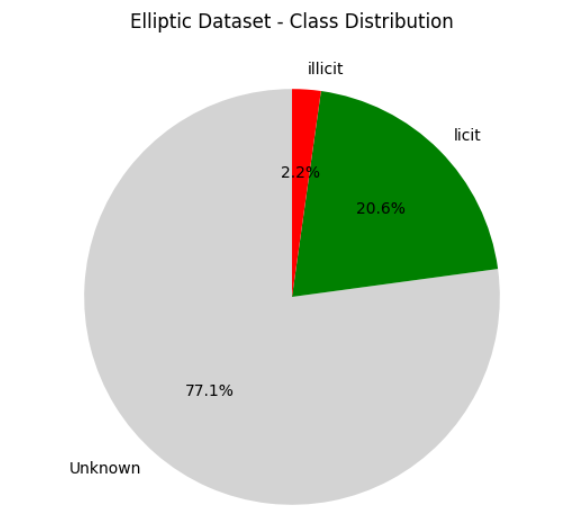 Elliptic Dataset - Class Distribution
illicit
licit
2.2%
20.6%
77.1%
Unknown